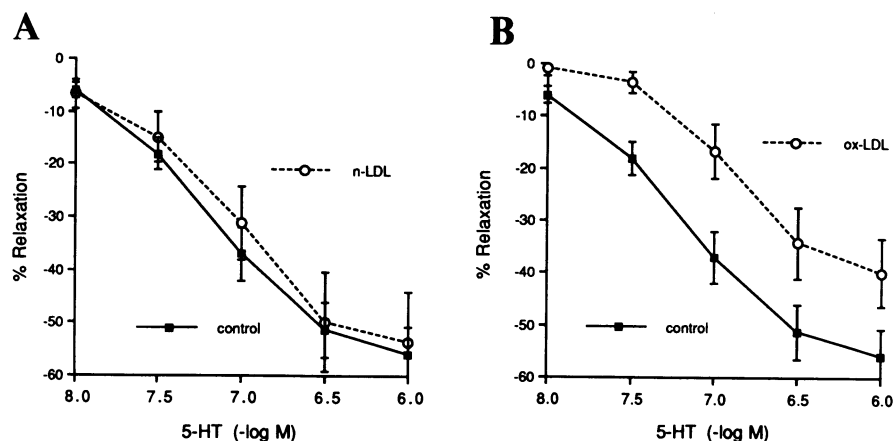 A
% Relaxation
0
-10
-20
-30
-40
-50
-60
n-LDL
control
8.0 7.5 7.0 6.5 6.0
5-HT (-log M)
B
% Relaxation
0
-10
-20
-30
-40
-50
-60
ox-LDL
control
8.0 7.5 7.0 6.5 6.0
5-HT (-log M)